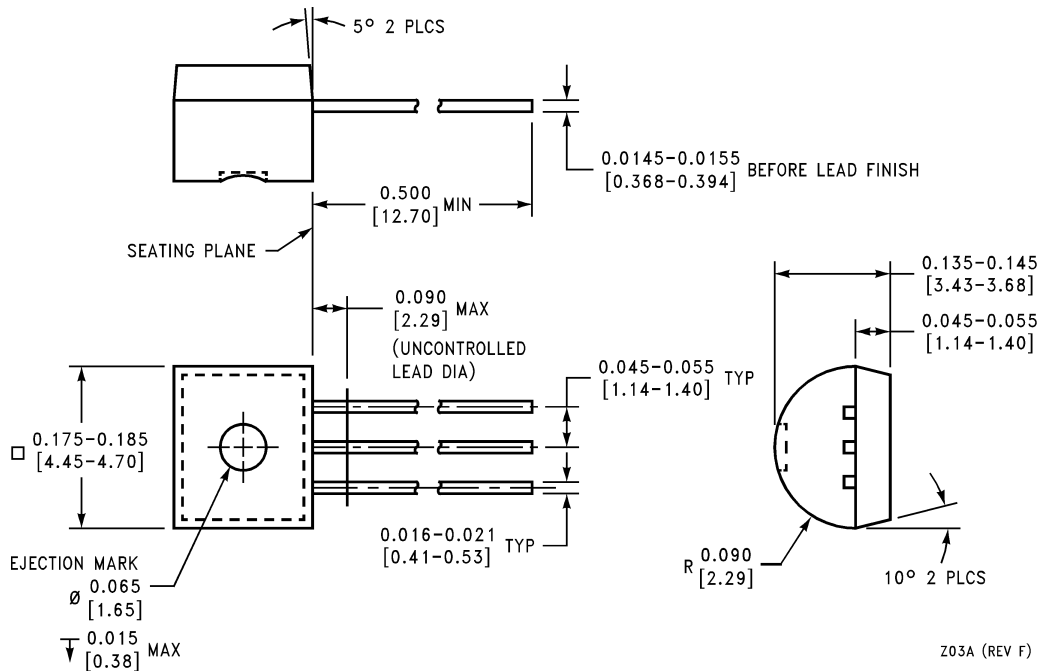 5° 2 PLCS
0.0145-0.0155
[0.368-0.394]
BEFORE LEAD FINISH
0.500
[12.70]
MIN
SEATING PLANE
0.090
[2.29]
MAX
(UNCONTROLLED
LEAD DIA)
0.135-0.145
[3.43-3.68]
0.045-0.055
[1.14-1.40]
0.045-0.055
[1.14-1.40]
TYP
0.175-0.185
[4.45-4.70]
0.016-0.021
[0.41-0.53]
TYP
EJECTION MARK
Ø 0.065
[1.65]
0.015
[0.38]
MAX
R 0.090
[2.29]
10° 2 PLCS
Z03A (REV F)